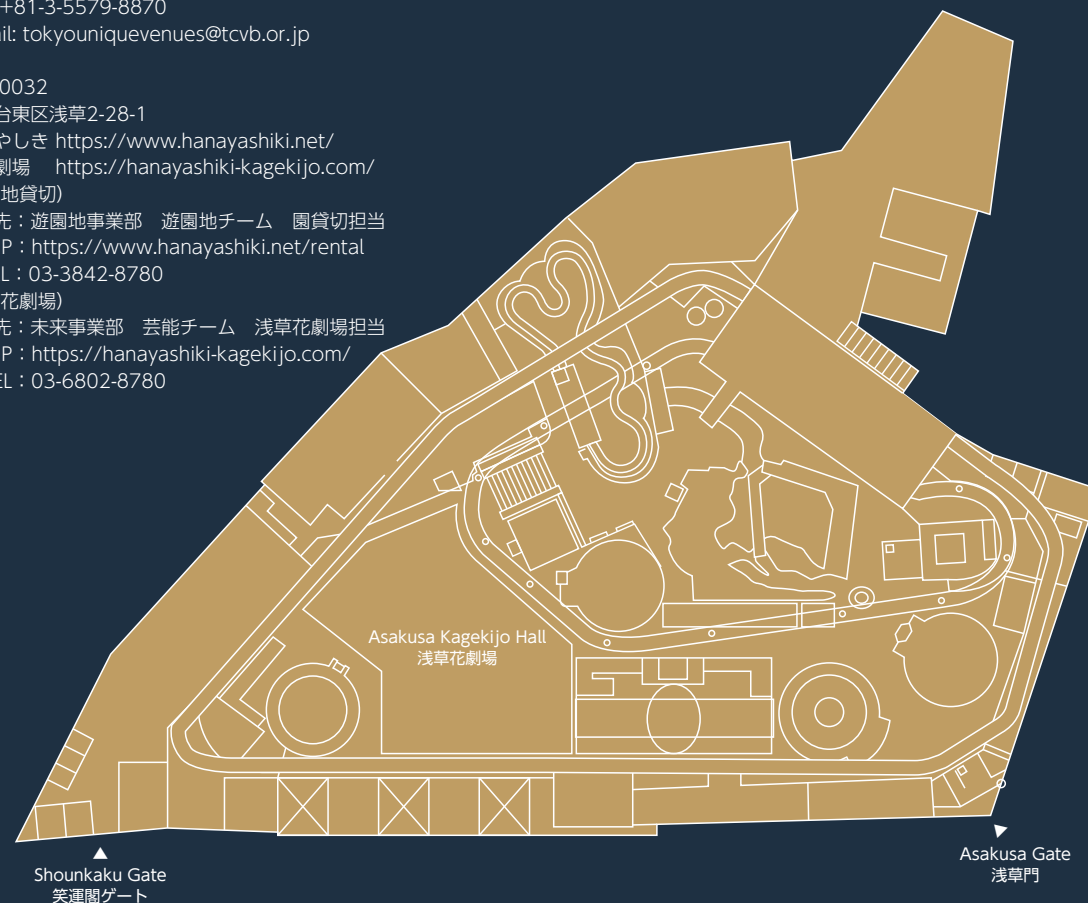 +81-3-5579-8870
ail: tokyouniquevenues@tcvb.or.jp
0032
台東区浅草2-28-1
やしき https://www.hanayashiki.net/
劇場 https://hanayashiki-kagekijo.com/
地貸切)
先：遊園地事業部 遊園地チーム 園貸切担当
P：https://www.hanayashiki.net/rental
L：03-3842-8780
花劇場)
先：未来事業部 芸能チーム 浅草花劇場担当
P：https://hanayashiki-kagekijo.com/
EL：03-6802-8780
Asakusa Kagekijo Hall
浅草花劇場
Shounkaku Gate
笑運閣ゲート
Asakusa Gate
浅草門